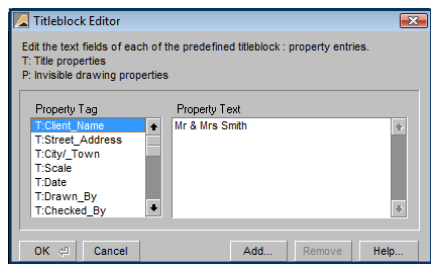 Titleblock Editor
Edit the text fields of each of the predefined titleblock : property entries.
T: Title properties
P: Invisible drawing properties
Property Tag
Property Text
T:Client_Name
Mr & Mrs Smith
T:Street_Address
T:City/_Town
T:Scale
T:Date
T:Drawn_By
T:Checked_By
OK
Cancel
Add...
Remove
Help...